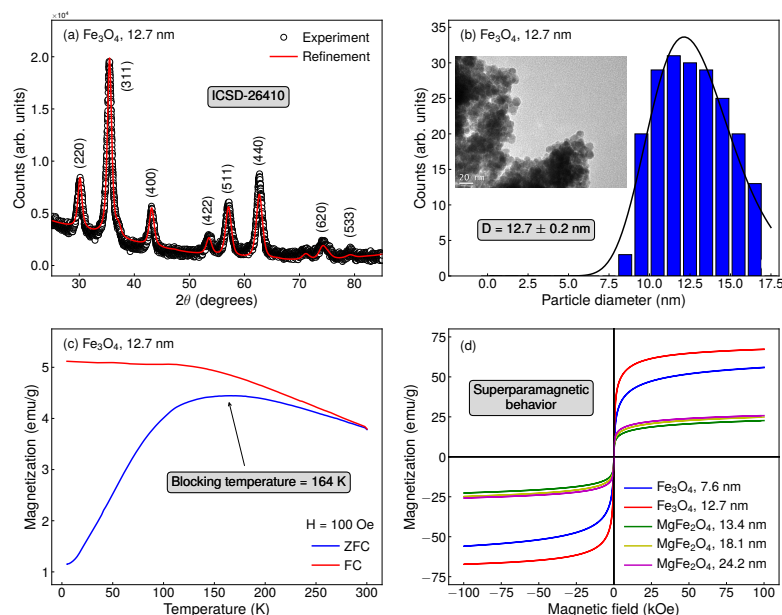 (a) Fe₃O₄, 12.7 nm
Experiment
Refinement
ICSD-26410
(220)
(311)
(400)
(422)
(511)
(440)
(620)
(533)
×10⁴
2.0
1.6
1.2
0.8
0.4
0.0
Counts (arb. units)
30 40 50 60 70 80
2θ (degrees)
(b) Fe₃O₄, 12.7 nm
20 nm
D = 12.7 ± 0.2 nm
35
30
25
20
15
10
5
0
Counts (arb. units)
0.0 2.5 5.0 7.5 10.0 12.5 15.0 17.5
Particle diameter (nm)
(c) Fe₃O₄, 12.7 nm
Blocking temperature = 164 K
H = 100 Oe
ZFC
FC
5
4
3
2
1
Magnetization (emu/g)
0 50 100 150 200 250 300
Temperature (K)
(d)
Superparamagnetic
behavior
Fe₃O₄, 7.6 nm
Fe₃O₄, 12.7 nm
MgFe₂O₄, 13.4 nm
MgFe₂O₄, 18.1 nm
MgFe₂O₄, 24.2 nm
75
50
25
0
−25
−50
−75
Magnetization (emu/g)
−100 −75 −50 −25 0 25 50 75 100
Magnetic field (kOe)